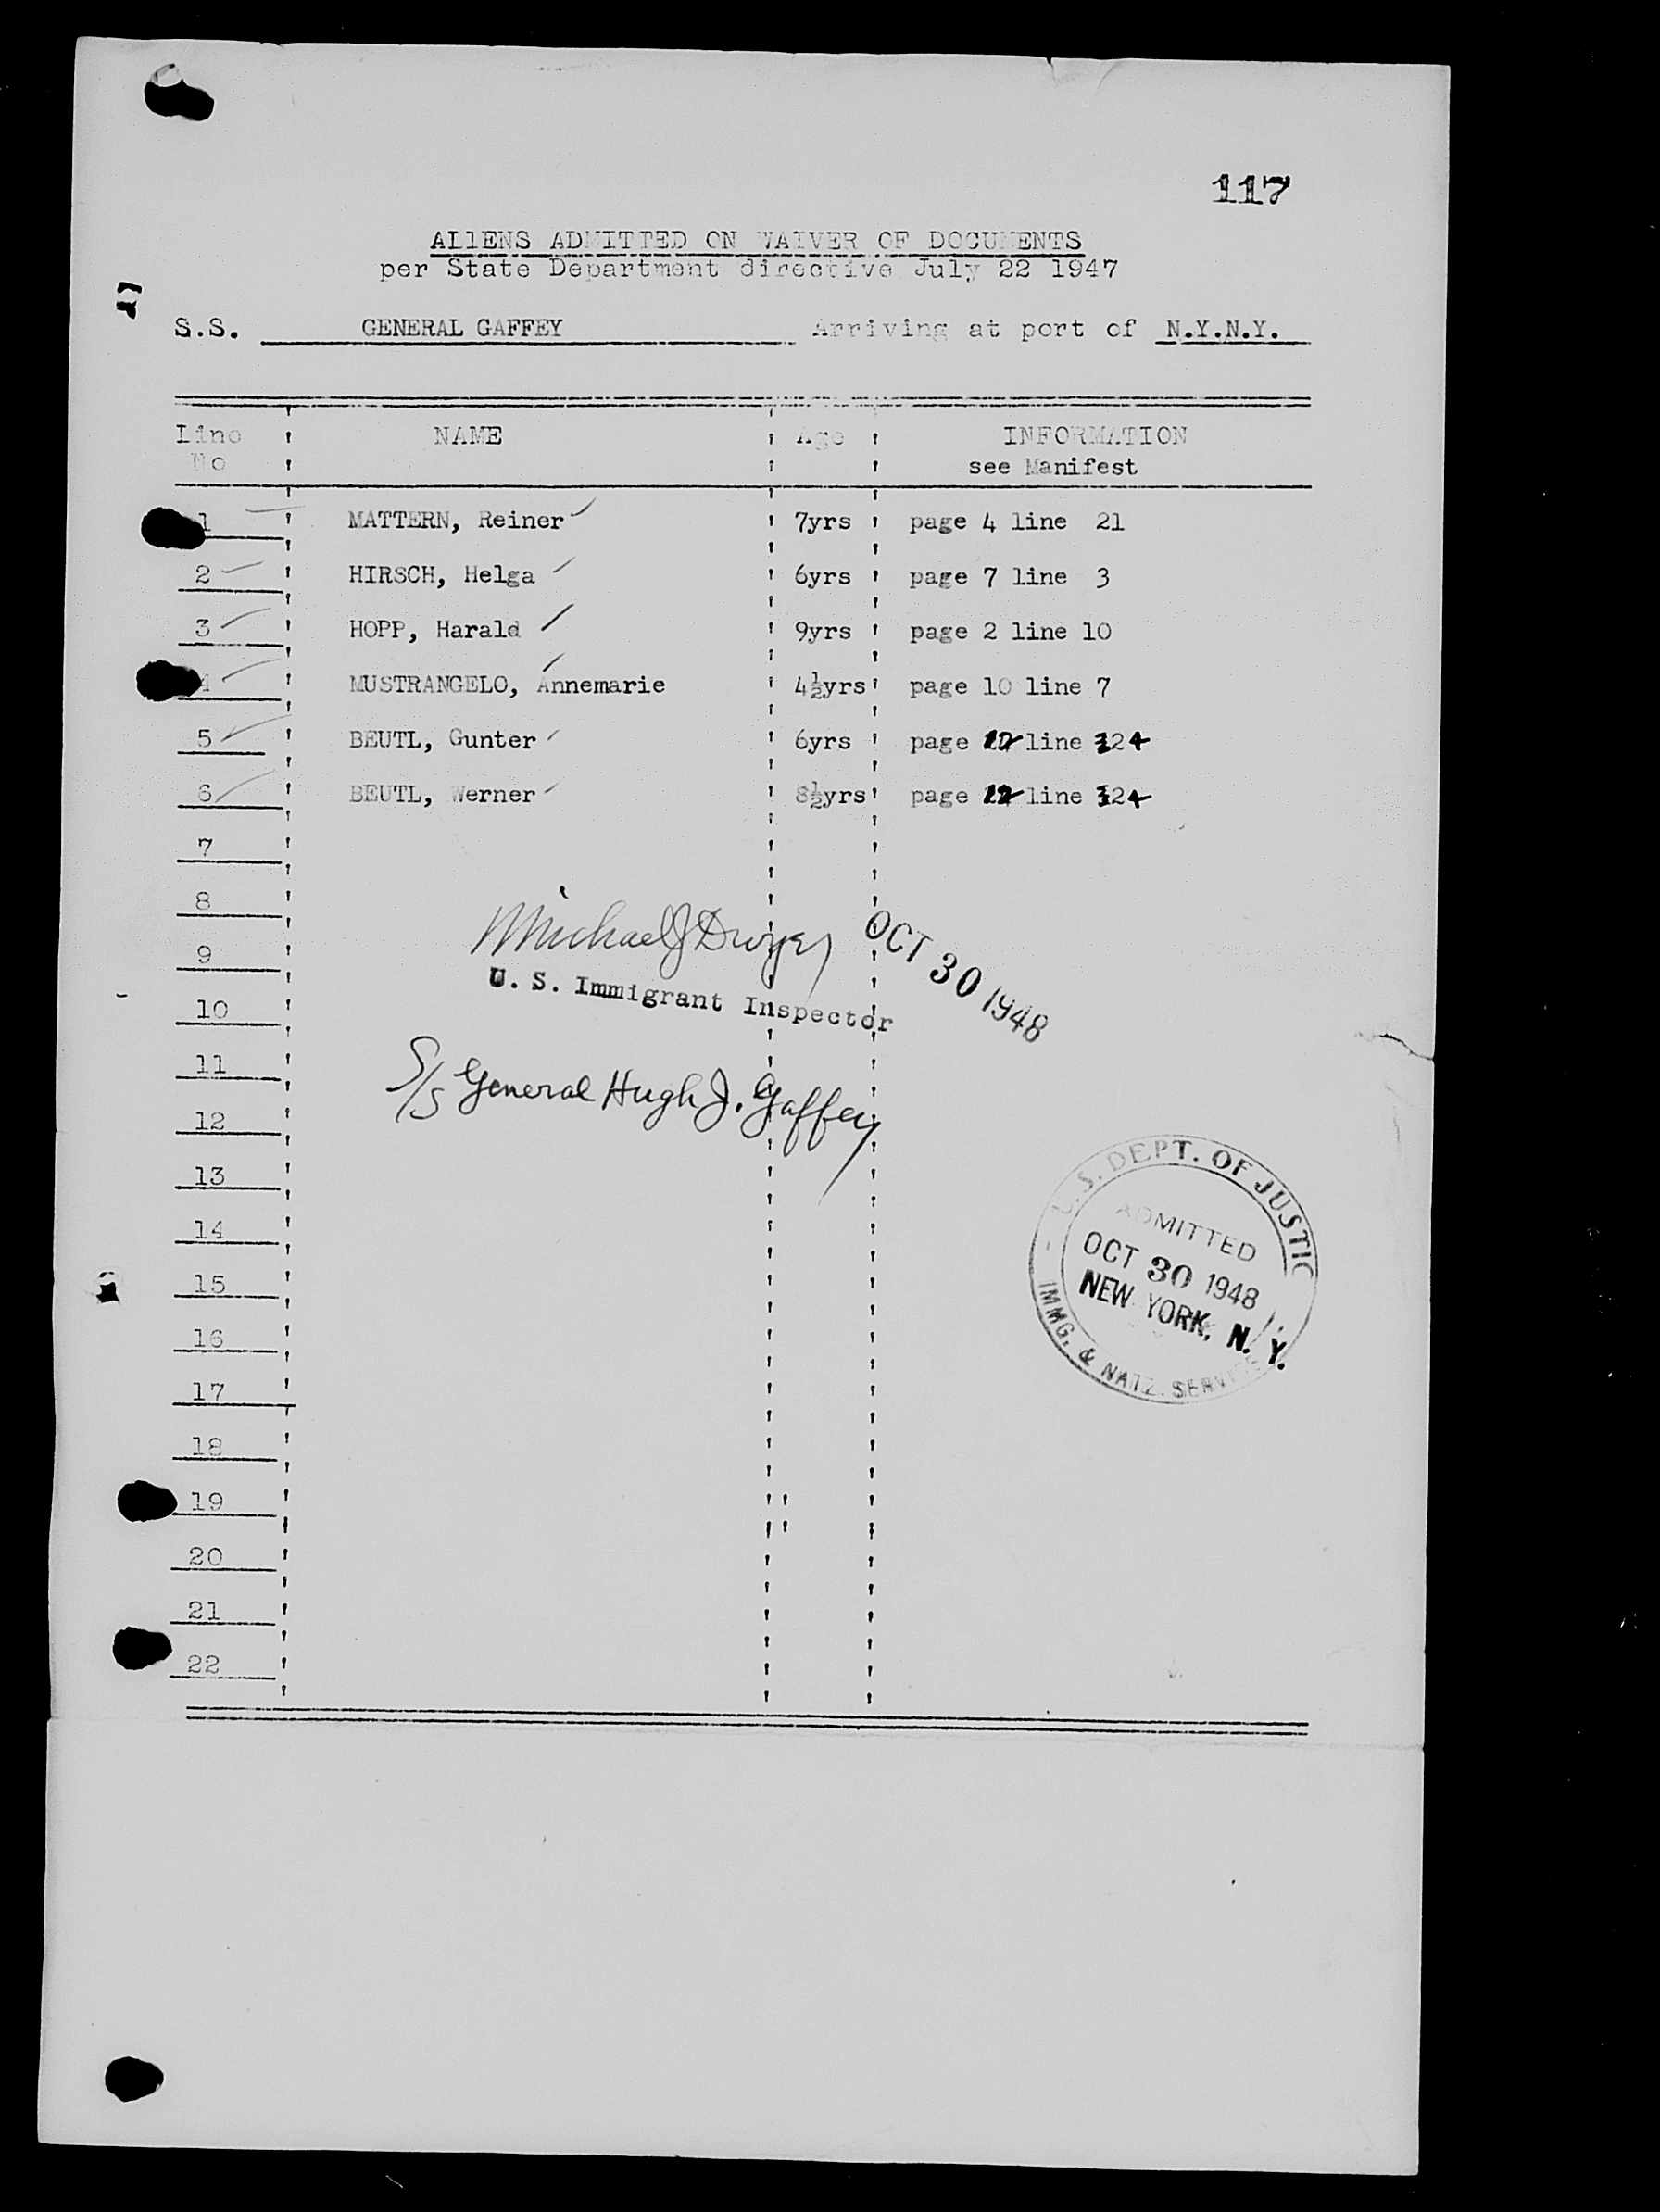 117
AL1ENS ADMITTED ON WAIVER OF DOCUMENTS
per State Department directive July 22 1947
S.S. GENERAL GAFFEY Arriving at port of N.Y.N.Y.
Line No NAME Age INFORMATION see Manifest
1 MATTERN, Reiner 7yrs page 4 line 21
2 HIRSCH, Helga 6yrs page 7 line 3
3 HOPP, Harald 9yrs page 2 line 10
4 MUSTRANGELO, Annemarie 4½yrs page 10 line 7
5 BEUTL, Gunter 6yrs page line
6 BEUTL, Werner 8½yrs page line
7
8
Michael J Dwyer OCT 30 1948
9
U. S. Immigrant Inspector
10
11
S/S General Hugh J. Gaffey
12
13
14
15
16
17
18
19
20
21
22
U.S. DEPT. OF JUSTIC
ADMITTED
OCT 30 1948
NEW YORK, N. Y.
IMMG. & NATZ. SERVICE